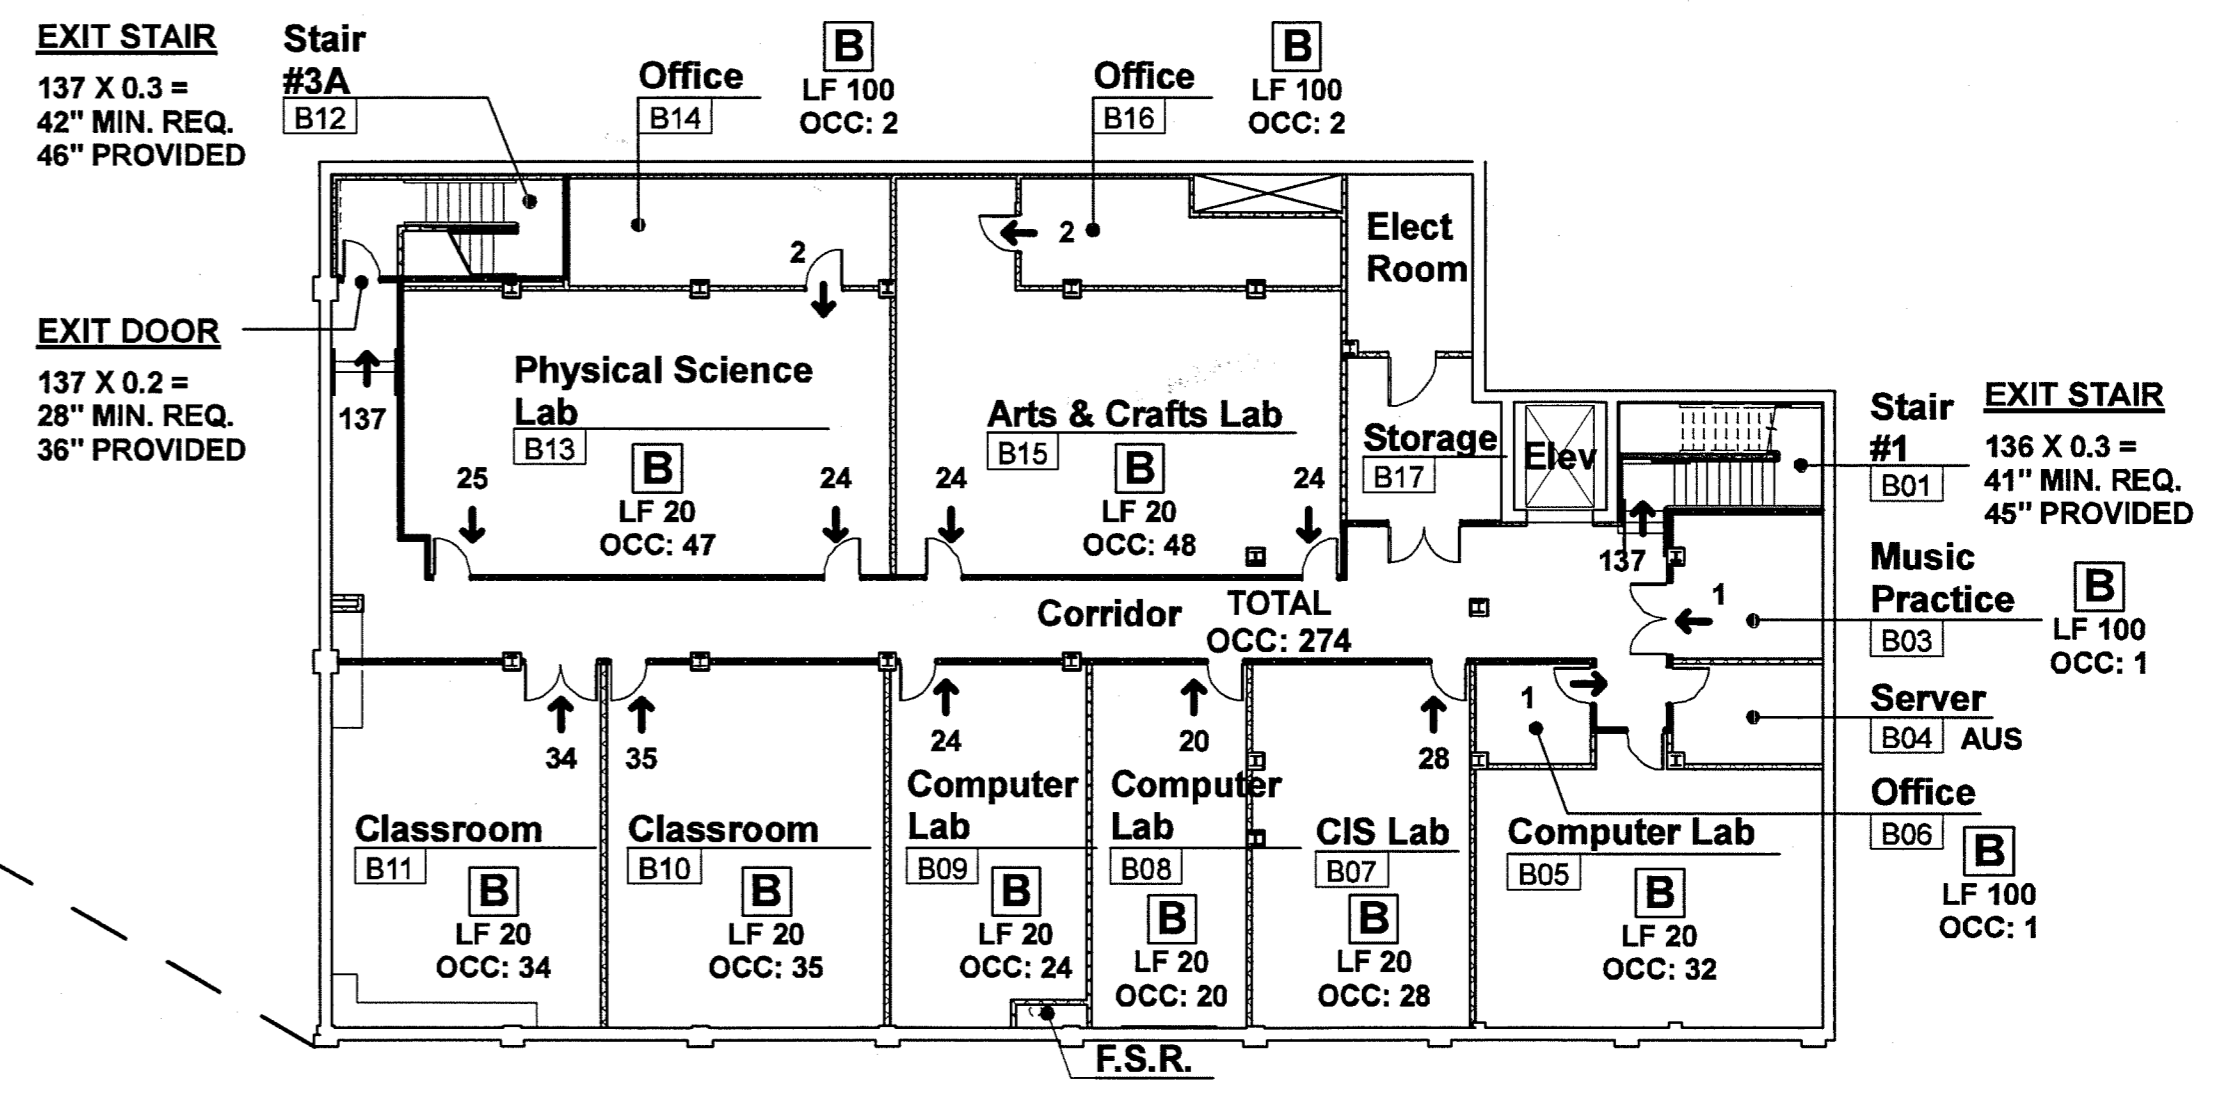 EXIT STAIR
137 X 0.3 =
42" MIN. REQ.
46" PROVIDED
Stair
#3A
B12
Office
B14
B
LF 100
OCC: 2
Office
B16
B
LF 100
OCC: 2
2
2
Elect
Room
EXIT DOOR
137 X 0.2 =
28" MIN. REQ.
36" PROVIDED
137
Physical Science
Lab
B13
B
LF 20
OCC: 47
25
24
Arts & Crafts Lab
B15
B
LF 20
OCC: 48
24
24
Storage
B17
Elev
Stair
#1
B01
EXIT STAIR
136 X 0.3 =
41" MIN. REQ.
45" PROVIDED
137
Music
Practice
B03
B
LF 100
OCC: 1
1
Corridor
TOTAL
OCC: 274
Server
B04 AUS
1
Office
B06
B
LF 100
OCC: 1
34
35
24
20
28
Classroom
B11
B
LF 20
OCC: 34
Classroom
B10
B
LF 20
OCC: 35
Computer
Lab
B09
B
LF 20
OCC: 24
Computer
Lab
B08
B
LF 20
OCC: 20
CIS Lab
B07
B
LF 20
OCC: 28
Computer Lab
B05
B
LF 20
OCC: 32
F.S.R.